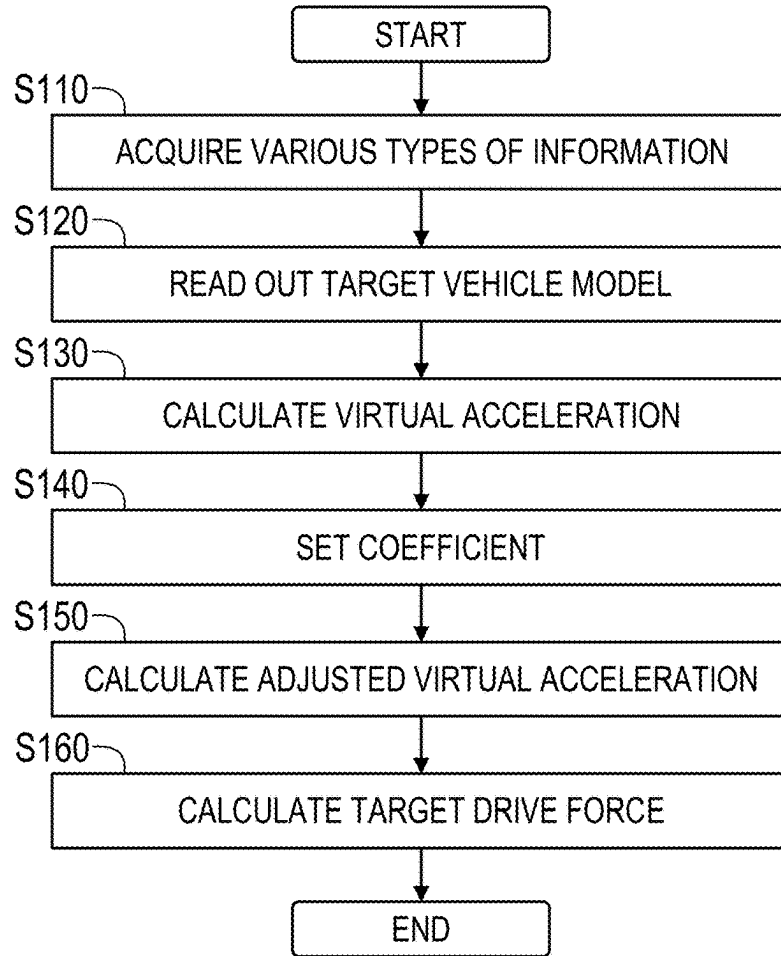 START
S110
ACQUIRE VARIOUS TYPES OF INFORMATION
S120
READ OUT TARGET VEHICLE MODEL
S130
CALCULATE VIRTUAL ACCELERATION
S140
SET COEFFICIENT
S150
CALCULATE ADJUSTED VIRTUAL ACCELERATION
S160
CALCULATE TARGET DRIVE FORCE
END